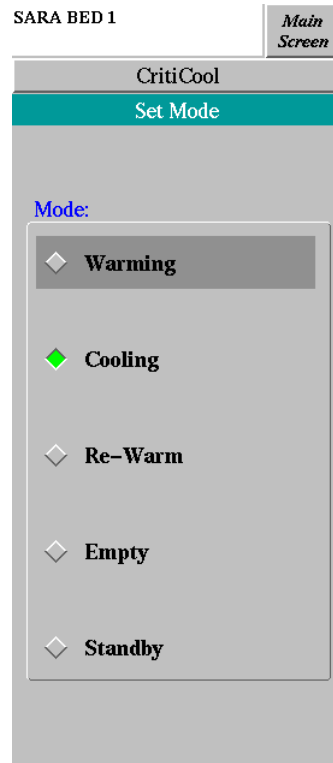 SARA BED 1
Main
Screen
CritiCool
Set Mode
Mode:
Warming
Cooling
Re–Warm
Empty
Standby